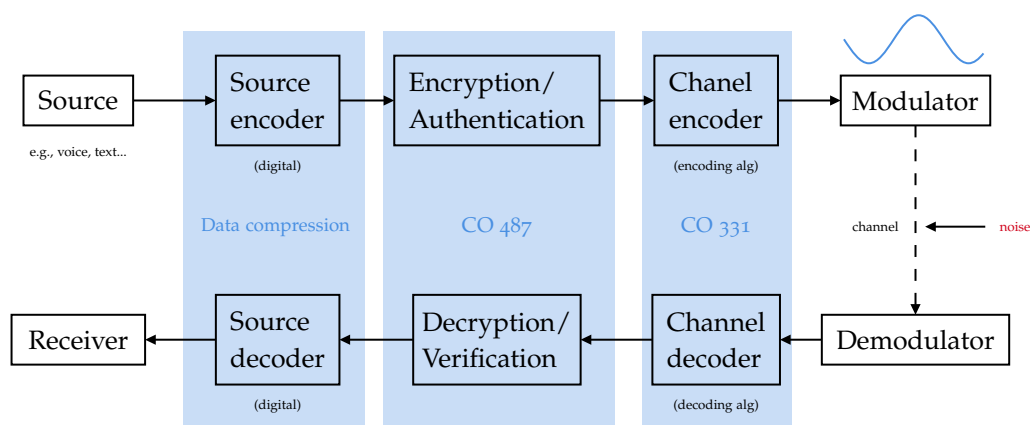 Source
e.g., voice, text...
Source
encoder
(digital)
Encryption/
Authentication
Chanel
encoder
(encoding alg)
Modulator
Data compression
CO 487
CO 331
channel
noise
Receiver
Source
decoder
(digital)
Decryption/
Verification
Channel
decoder
(decoding alg)
Demodulator